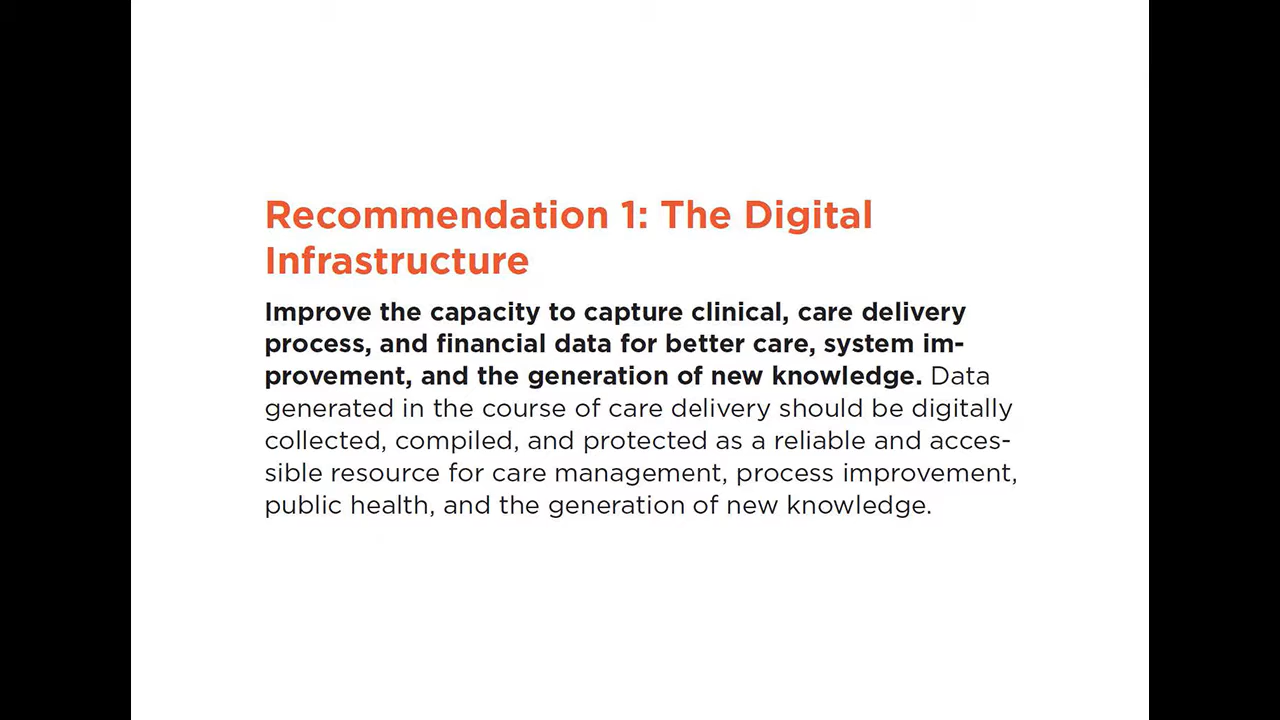 Recommendation 1: The Digital
Infrastructure
Improve the capacity to capture clinical, care delivery
process, and financial data for better care, system im-
provement, and the generation of new knowledge. Data
generated in the course of care delivery should be digitally
collected, compiled, and protected as a reliable and acces-
sible resource for care management, process improvement,
public health, and the generation of new knowledge.